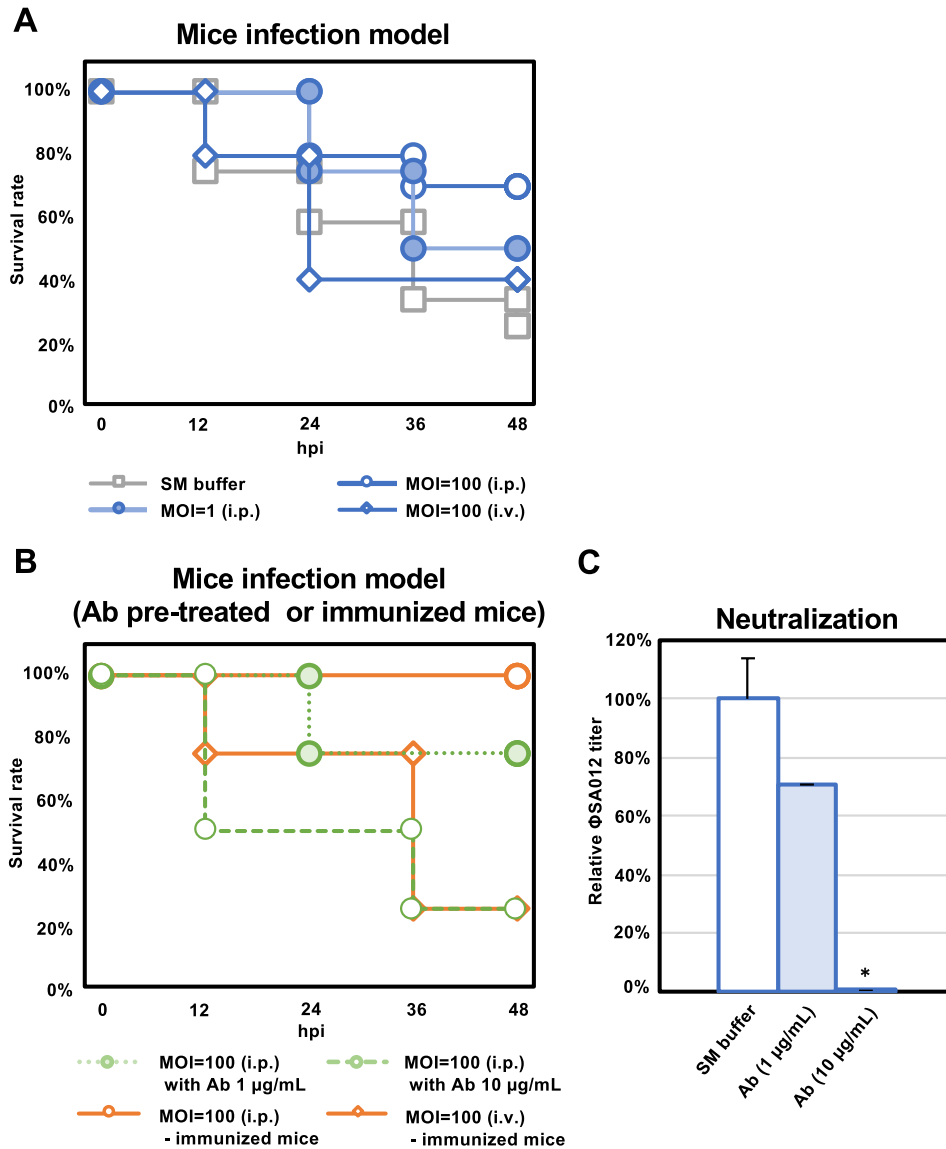 A
Mice infection model
Survival rate
100%
80%
60%
40%
20%
0%
0 12 24 36 48
hpi
SM buffer MOI=100 (i.p.)
MOI=1 (i.p.) MOI=100 (i.v.)
B
Mice infection model
(Ab pre-treated or immunized mice)
Survival rate
100%
80%
60%
40%
20%
0%
0 12 24 36 48
hpi
MOI=100 (i.p.) MOI=100 (i.p.)
with Ab 1 µg/mL with Ab 10 µg/mL
MOI=100 (i.p.) MOI=100 (i.v.)
- immunized mice - immunized mice
C
Neutralization
Relative ΦSA012 titer
120%
100%
80%
60%
40%
20%
0%
*
SM buffer
Ab (1 µg/mL)
Ab (10 µg/mL)